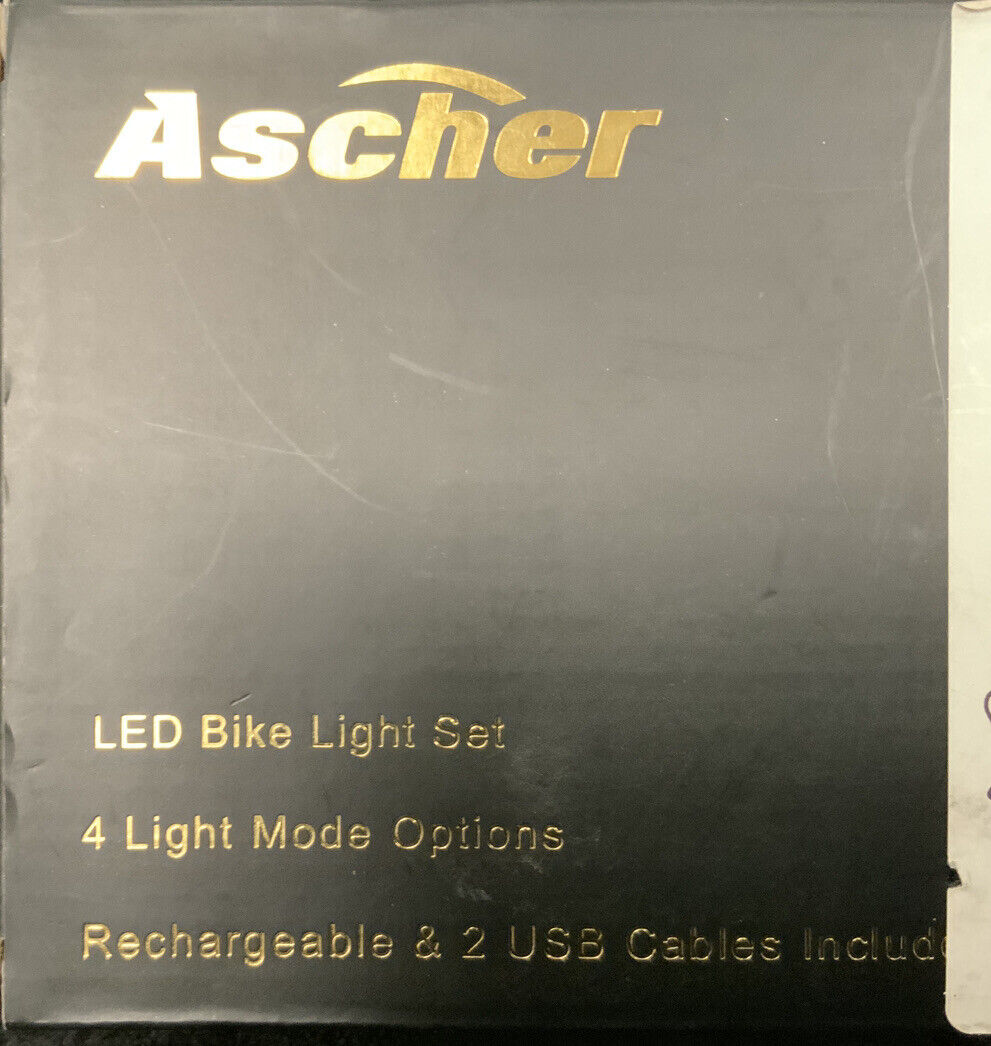 Ascher
LED Bike Light Set
4 Light Mode Options
Rechargeable & 2 USB Cables